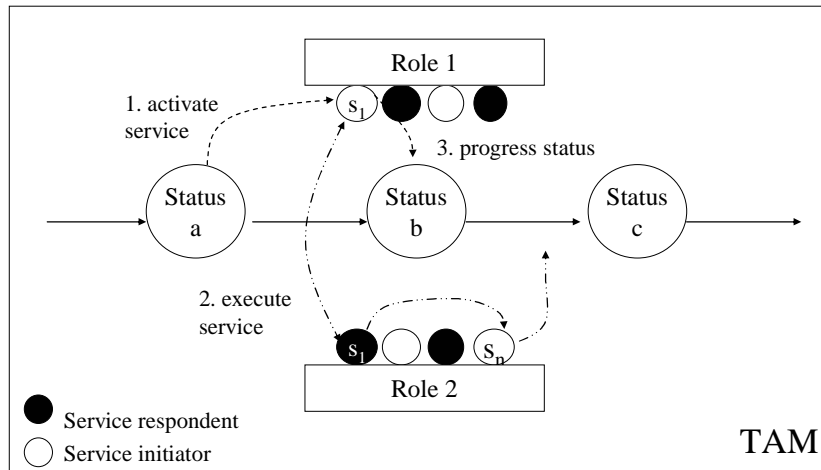 Role 1
1. activate
service
s1
3. progress status
Status
a
Status
b
Status
c
2. execute
service
s1
sn
Role 2
Service respondent
Service initiator
TAM